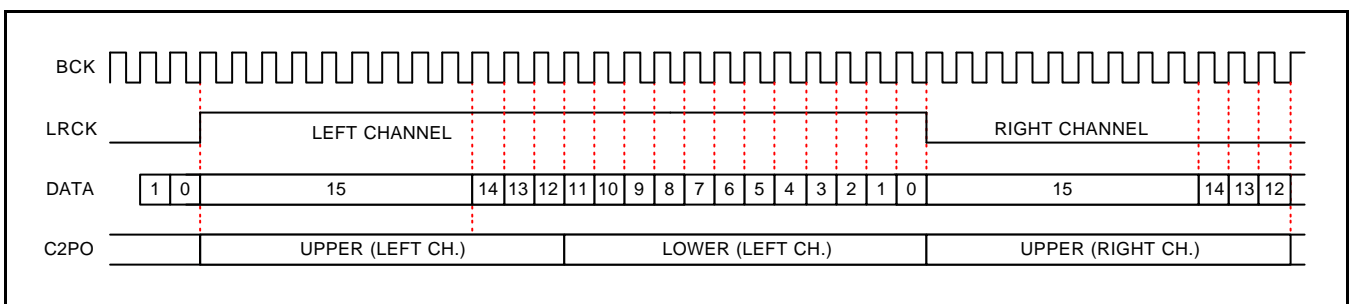 BCK
LRCK LEFT CHANNEL RIGHT CHANNEL
DATA 1 0 15 14 13 12 11 10 9 8 7 6 5 4 3 2 1 0 15 14 13 12
C2PO UPPER (LEFT CH.) LOWER (LEFT CH.) UPPER (RIGHT CH.)